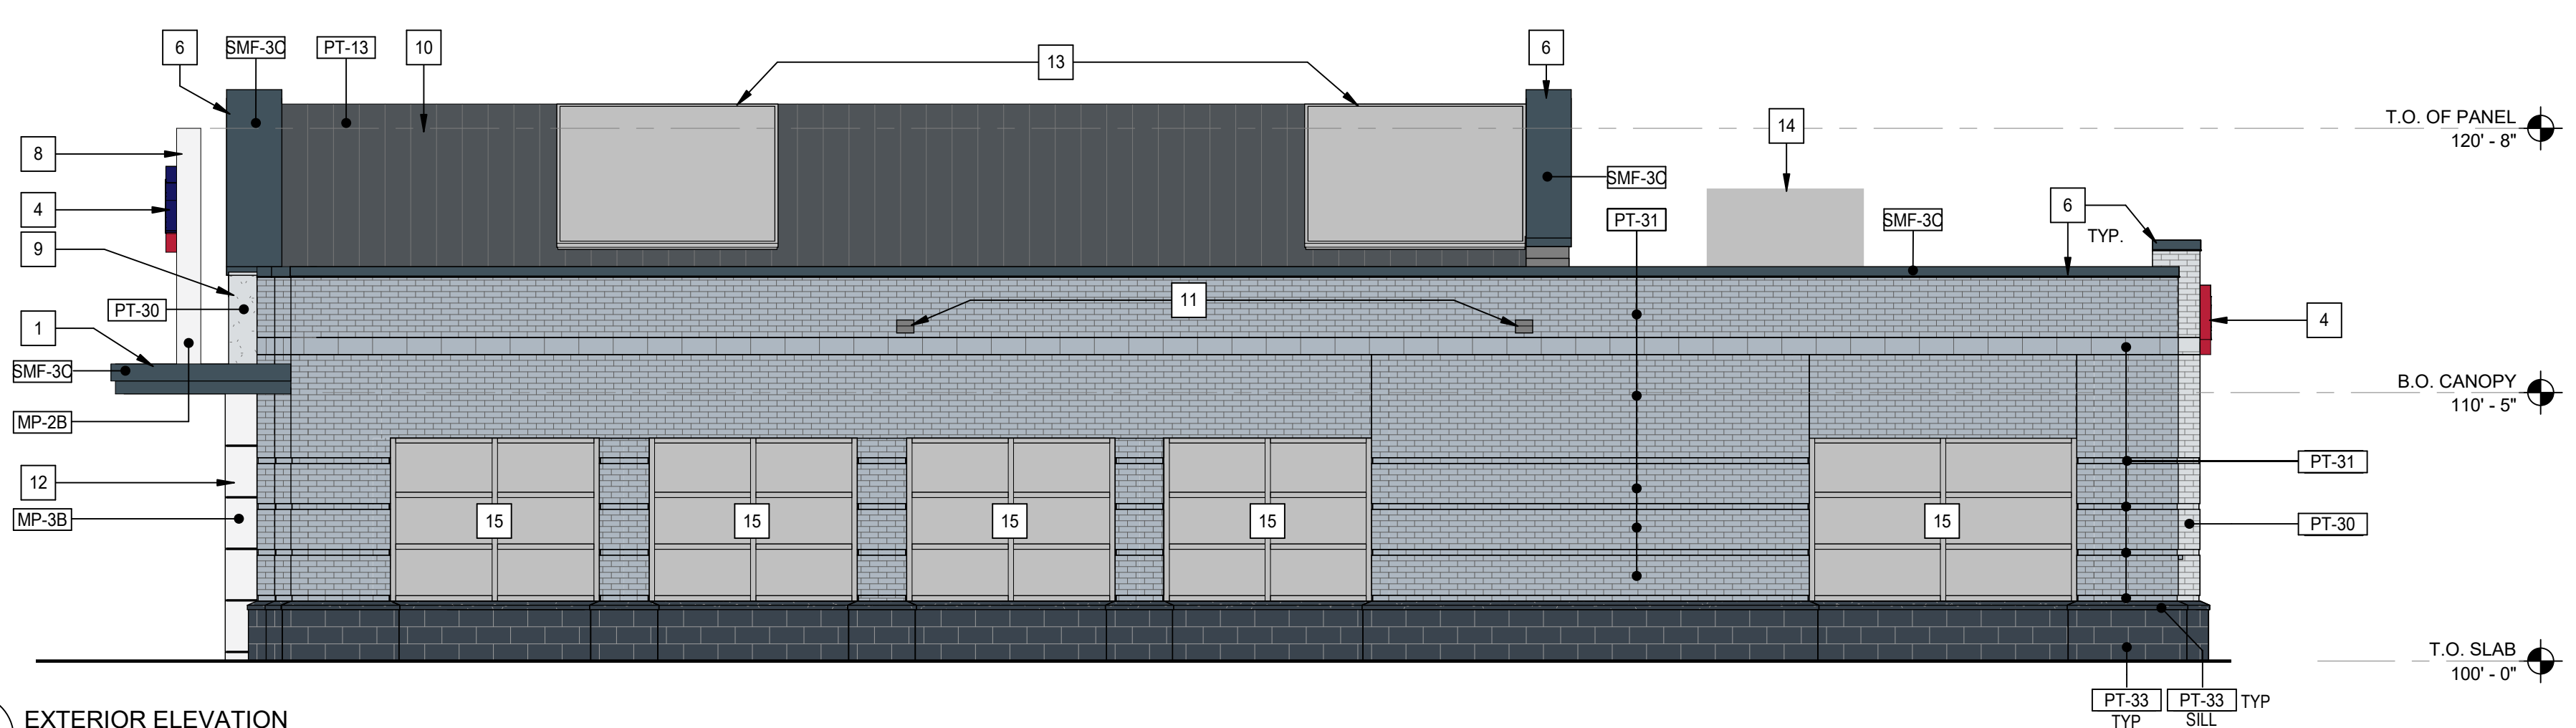 6
SMF-3C
PT-13
10
13
6
14
T.O. OF PANEL
120' - 8"
8
SMF-3C
4
PT-31
SMF-3C
6
TYP.
9
PT-30
11
4
1
SMF-3C
B.O. CANOPY
110' - 5"
MP-2B
12
PT-31
MP-3B
15
15
15
15
15
PT-30
T.O. SLAB
100' - 0"
PT-33
TYP
PT-33
SILL
TYP
EXTERIOR ELEVATION